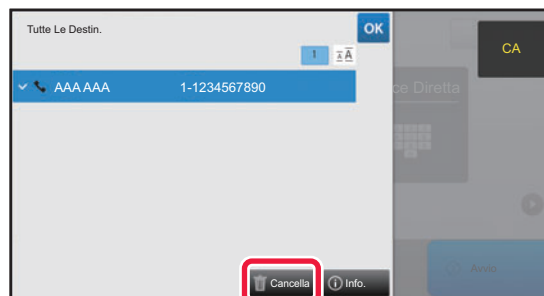 Tutte Le Destin.
OK
CA
1
AAA AAA 1-1234567890
ce Diretta
Cancella
Info.
Avvio